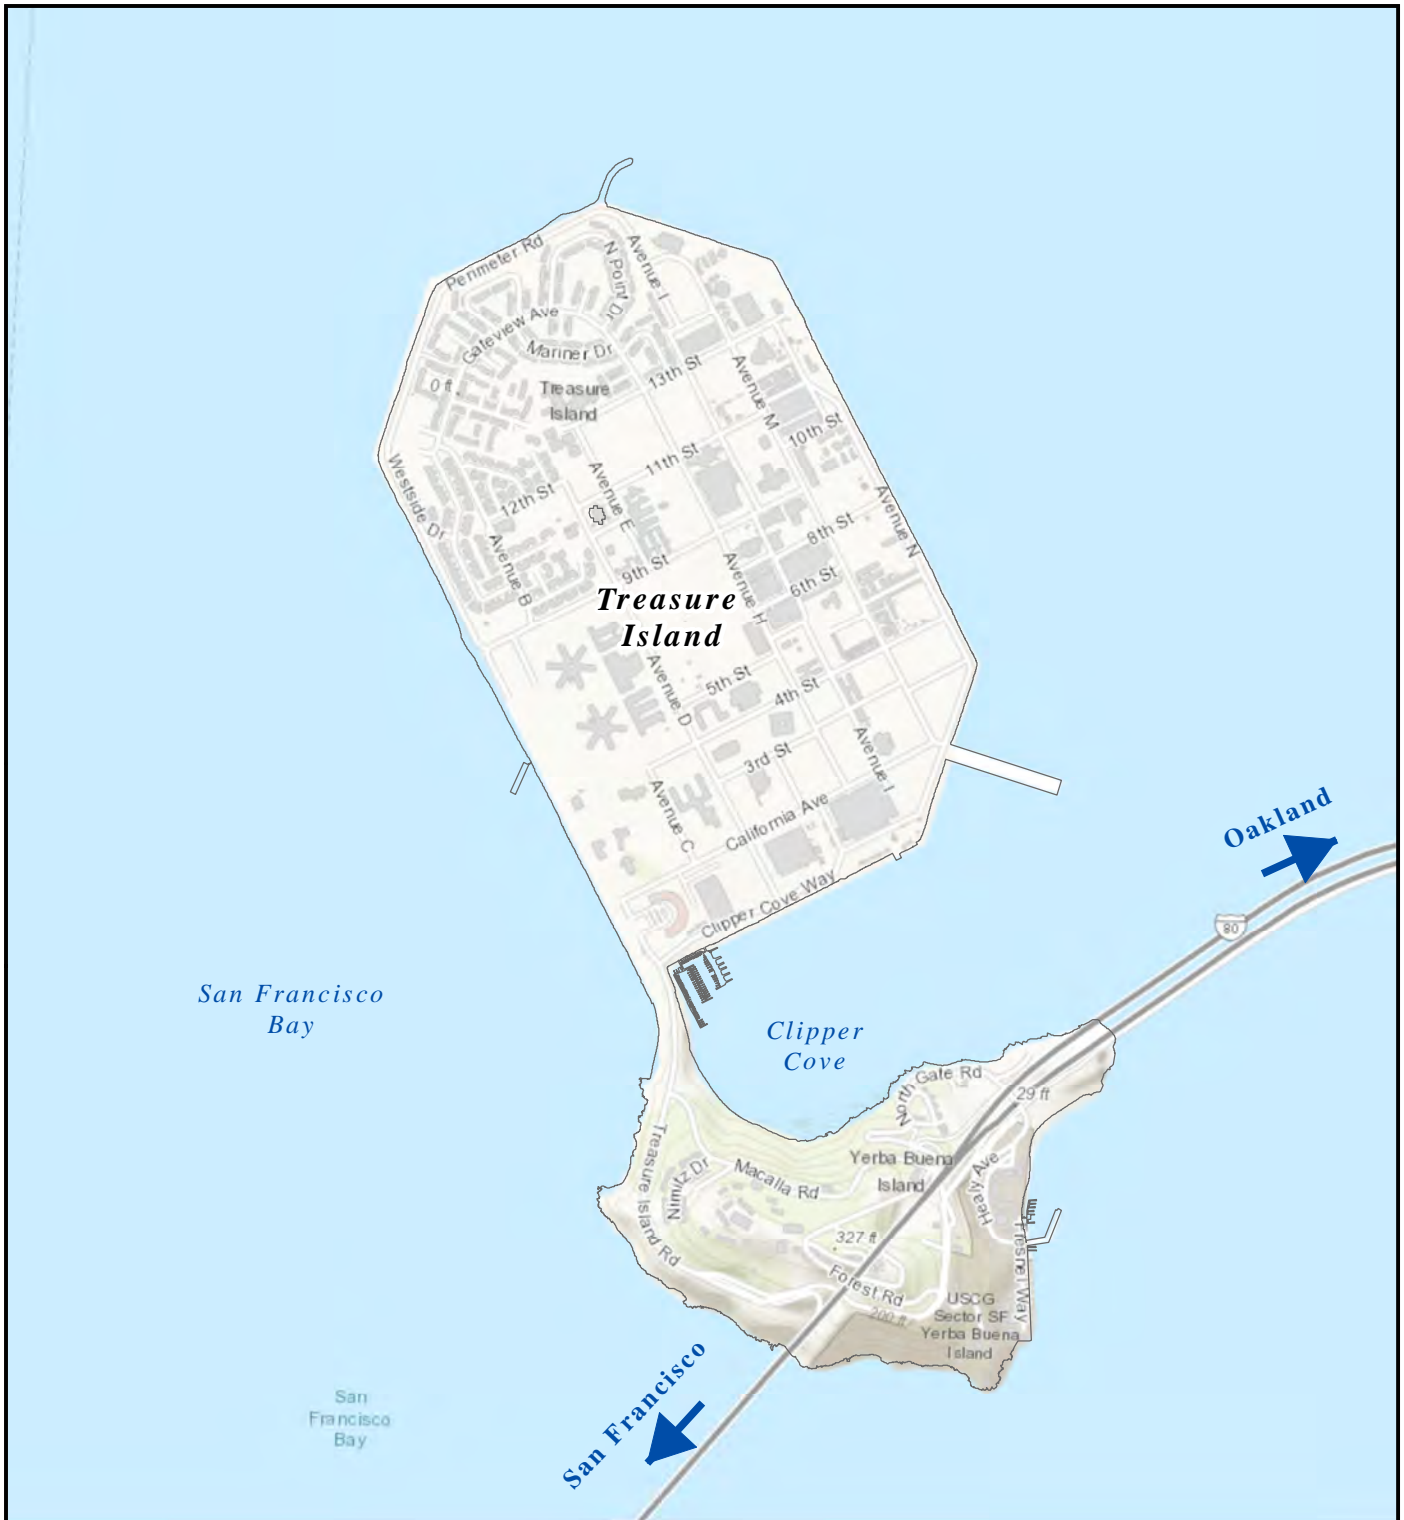 Perimeter Rd
N Point Dr
Avenue I
Gateview Ave
Mariner Dr
13th St
Avenue M
0 ft
Treasure
Island
10th St
11th St
Westside Dr
12th St
Avenue E
Avenue N
8th St
Avenue B
9th St
Avenue H
6th St
Treasure
Island
Avenue D
5th St
4th St
3rd St
Avenue I
Avenue C
California Ave
Oakland
Clipper Cove Way
80
San Francisco
Bay
Clipper
Cove
North Gate Rd
29 ft
Treasure Island Rd
Nimitz Dr
Macalla Rd
Yerba Buena
Island
Healy Ave
327 ft
Forest Rd
200 ft
Fresnel Way
USCG
Sector SF
Yerba Buena
Island
San Francisco
San
Francisco
Bay